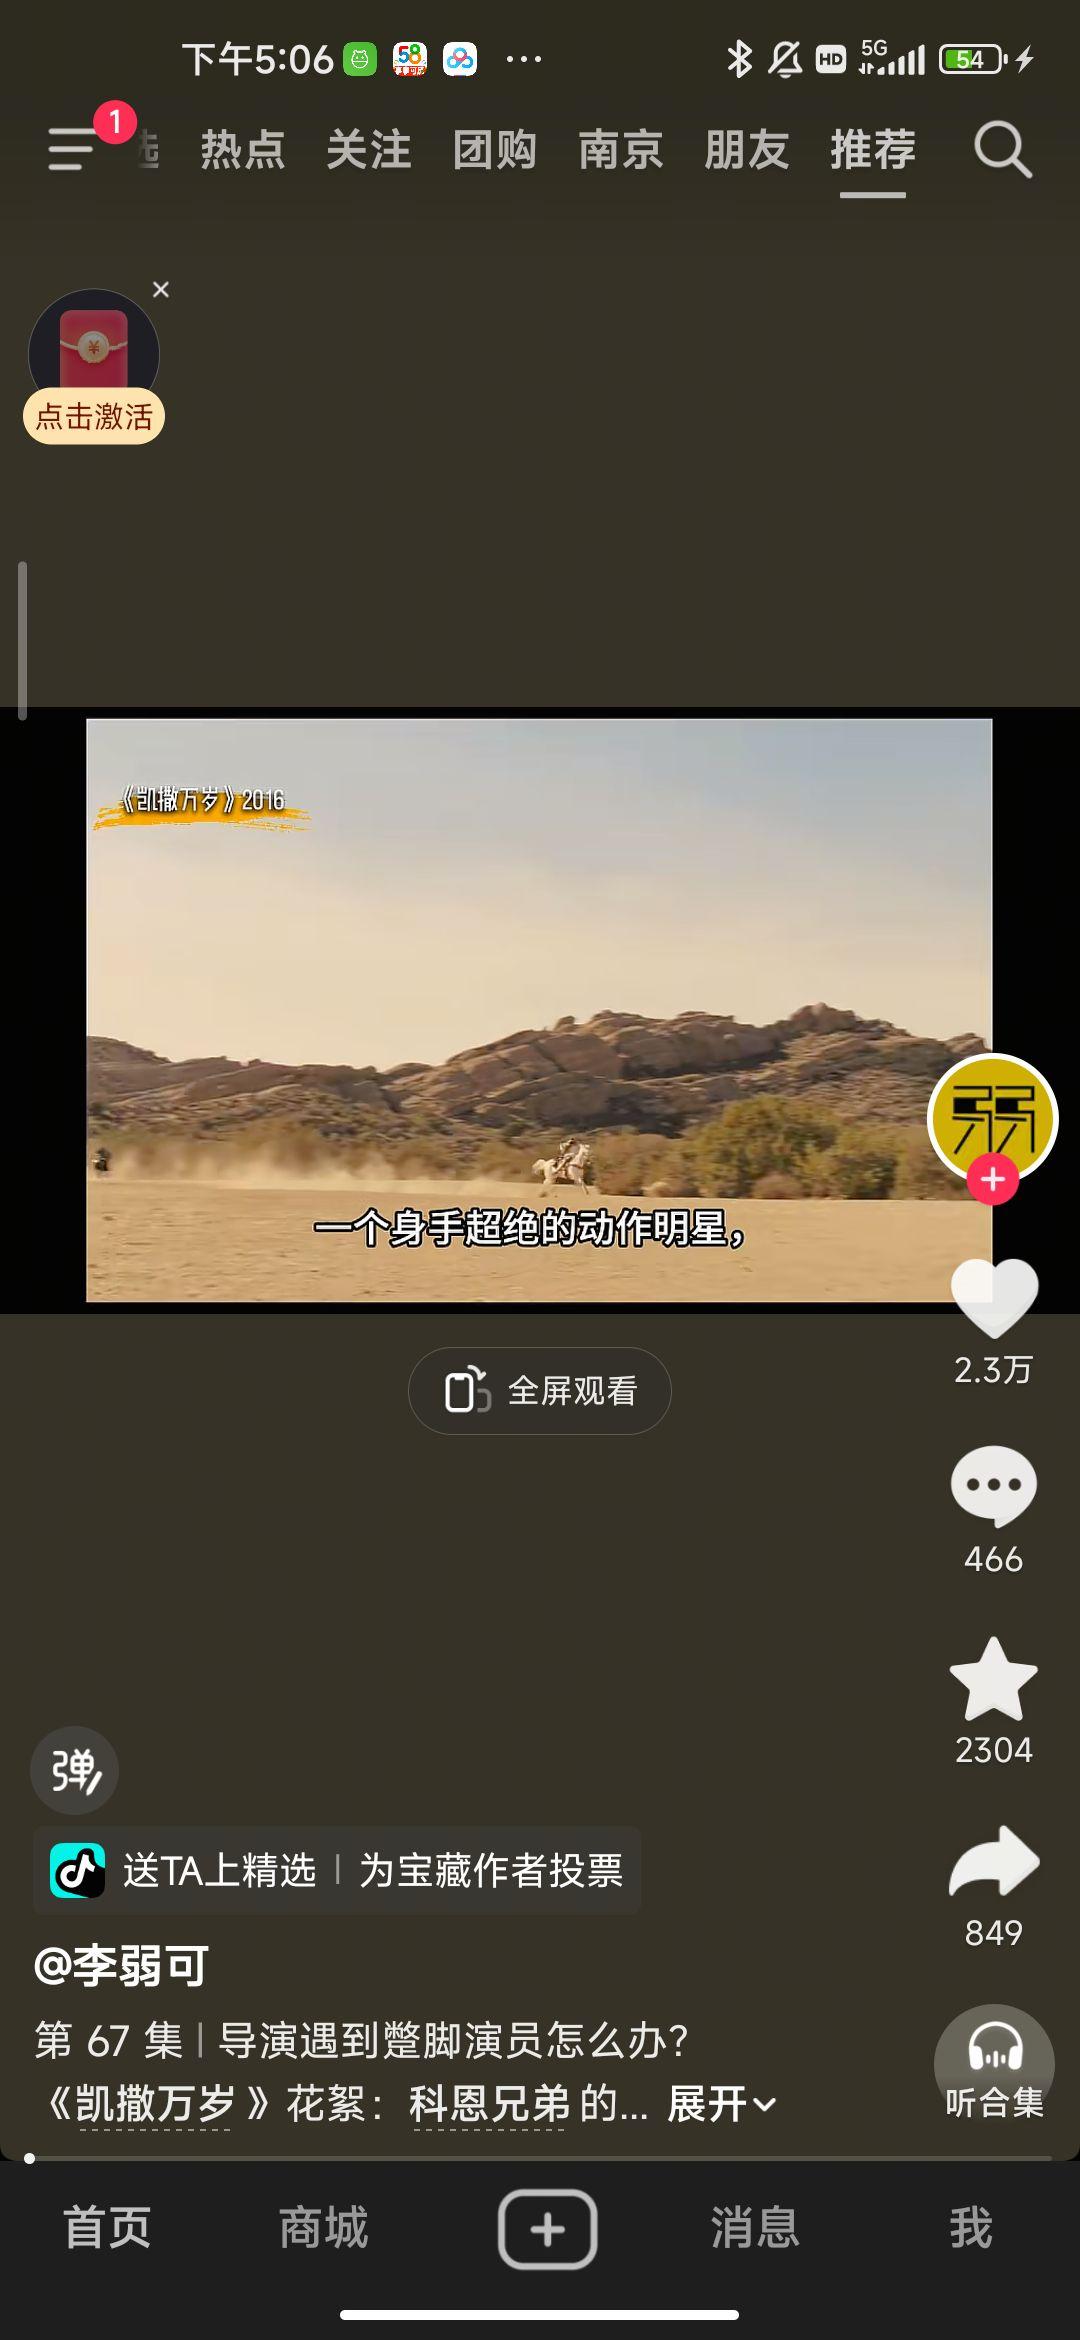 下午5:06
HD 5G 54
1
热点 关注 团购 南京 朋友 推荐
点击激活
《凯撒万岁》2016
弱
一个身手超绝的动作明星，
2.3万
全屏观看
466
2304
弹
送TA上精选 | 为宝藏作者投票
849
@李弱可
第 67 集 | 导演遇到蹩脚演员怎么办？
《凯撒万岁》花絮：科恩兄弟的... 展开
听合集
首页 商城 消息 我